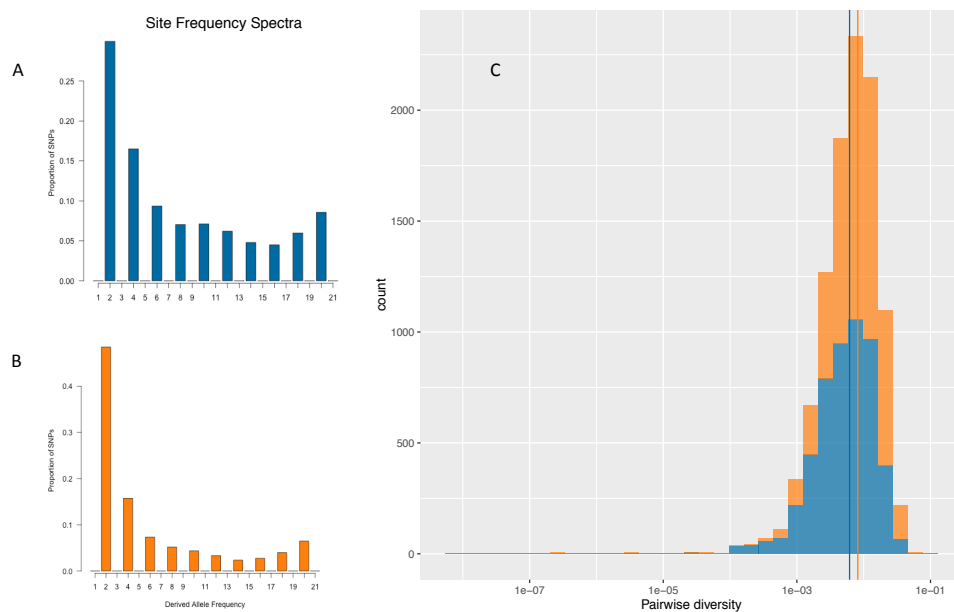 Site Frequency Spectra
A
Proportion of SNPs
0.25
0.20
0.15
0.10
0.05
0.00
1 2 3 4 5 6 7 8 9 11 13 15 17 19 21
B
Proportion of SNPs
0.4
0.3
0.2
0.1
0.0
1 2 3 4 5 6 7 8 9 11 13 15 17 19 21
Derived Allele Frequency
C
count
2000
1500
1000
500
0
1e-07 1e-05 1e-03 1e-01
Pairwise diversity